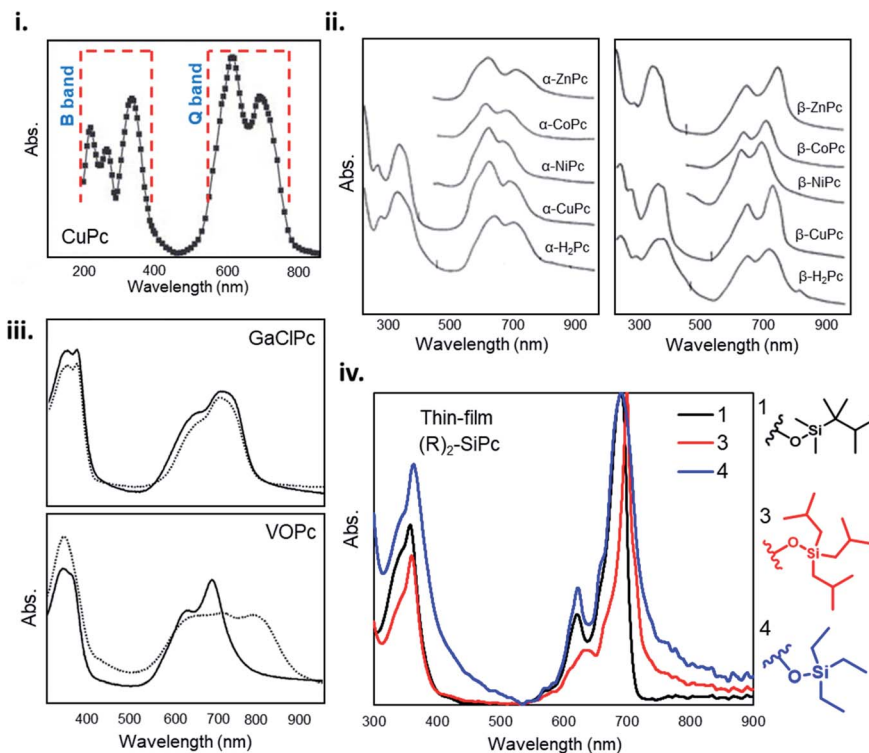 i.
B band
Q band
Abs.
CuPc
200
400
600
800
Wavelength (nm)
ii.
Abs.
α-ZnPc
α-CoPc
α-NiPc
α-CuPc
α-H₂Pc
300
500
700
900
Wavelength (nm)
β-ZnPc
β-CoPc
β-NiPc
β-CuPc
β-H₂Pc
300
500
700
900
Wavelength (nm)
iii.
GaClPc
VOPc
Abs.
400
500
600
700
800
900
Wavelength (nm)
iv.
Thin-film
(R)₂-SiPc
1
3
4
Abs.
300
400
500
600
700
800
900
Wavelength (nm)
1
O
Si
3
O
Si
4
O
Si